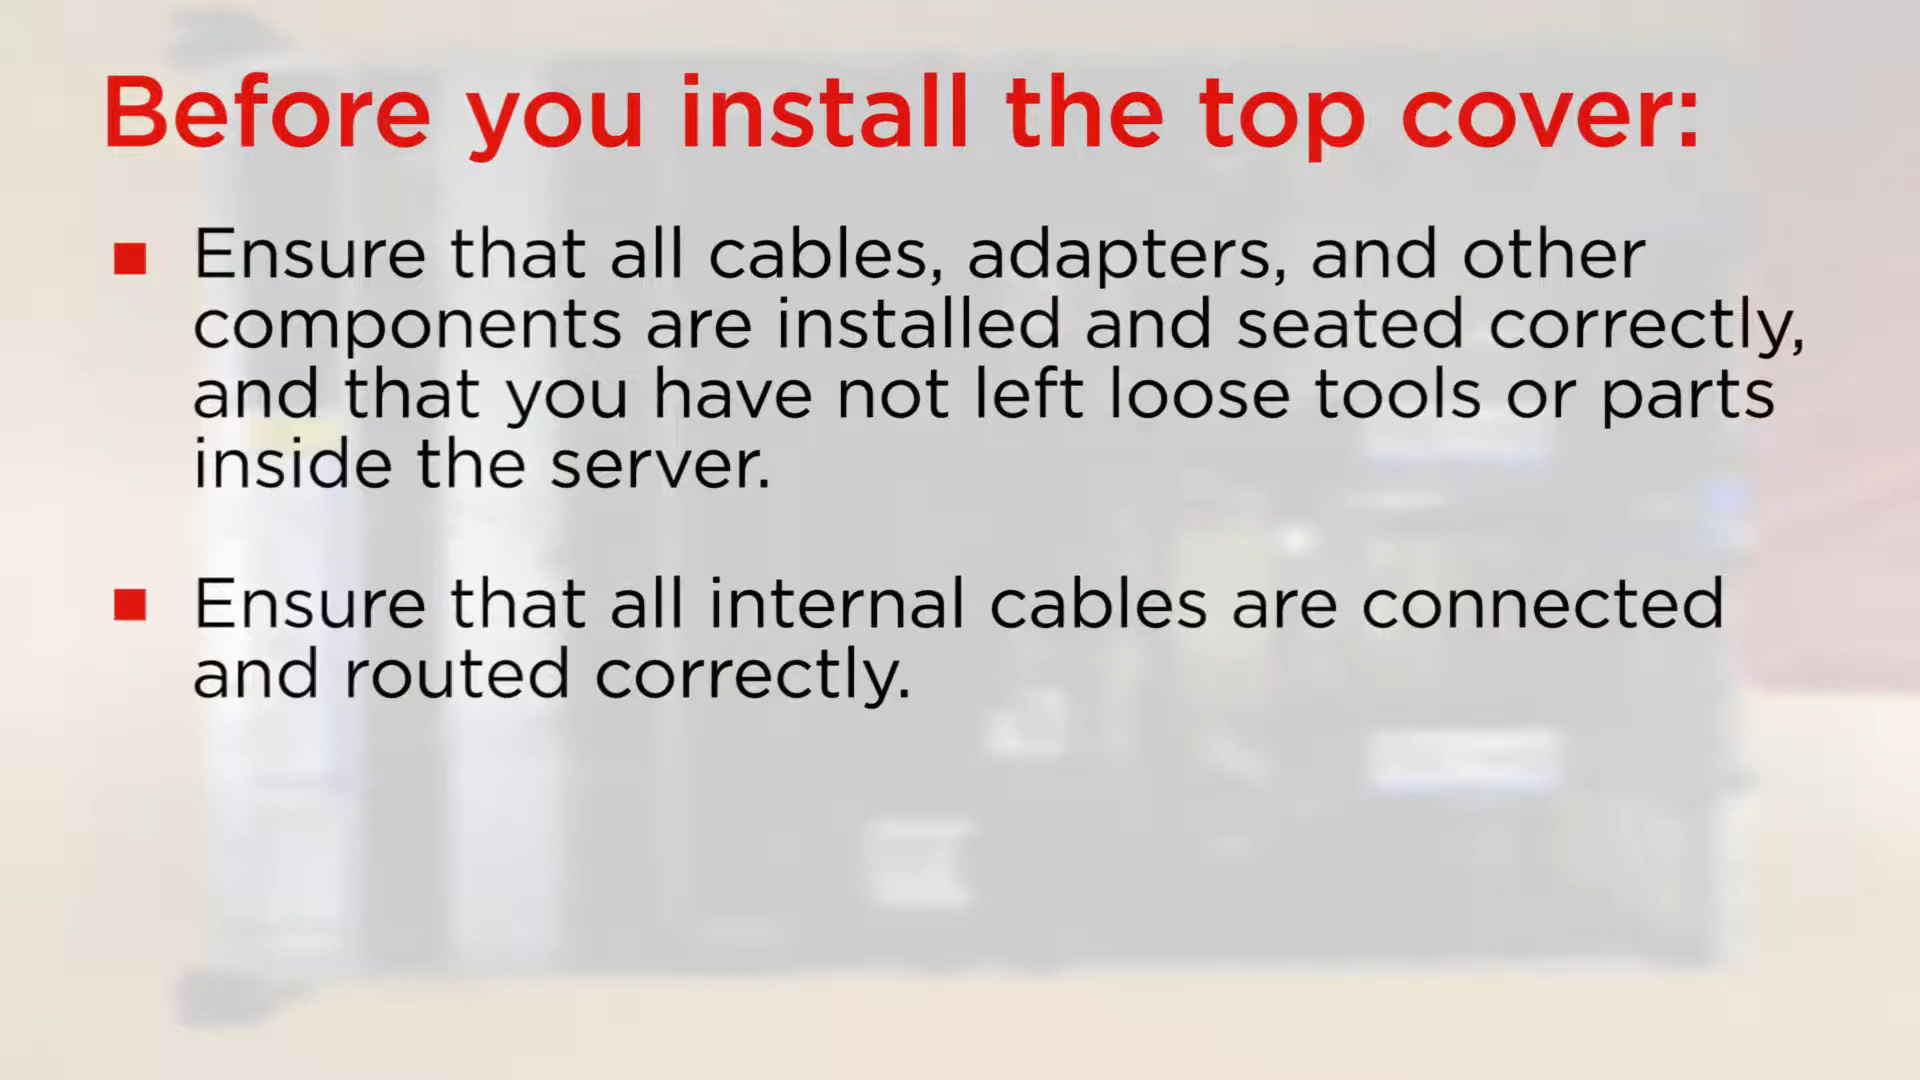 Before you install the top cover:
Ensure that all cables, adapters, and other
components are installed and seated correctly,
and that you have not left loose tools or parts
inside the server.
Ensure that all internal cables are connected
and routed correctly.